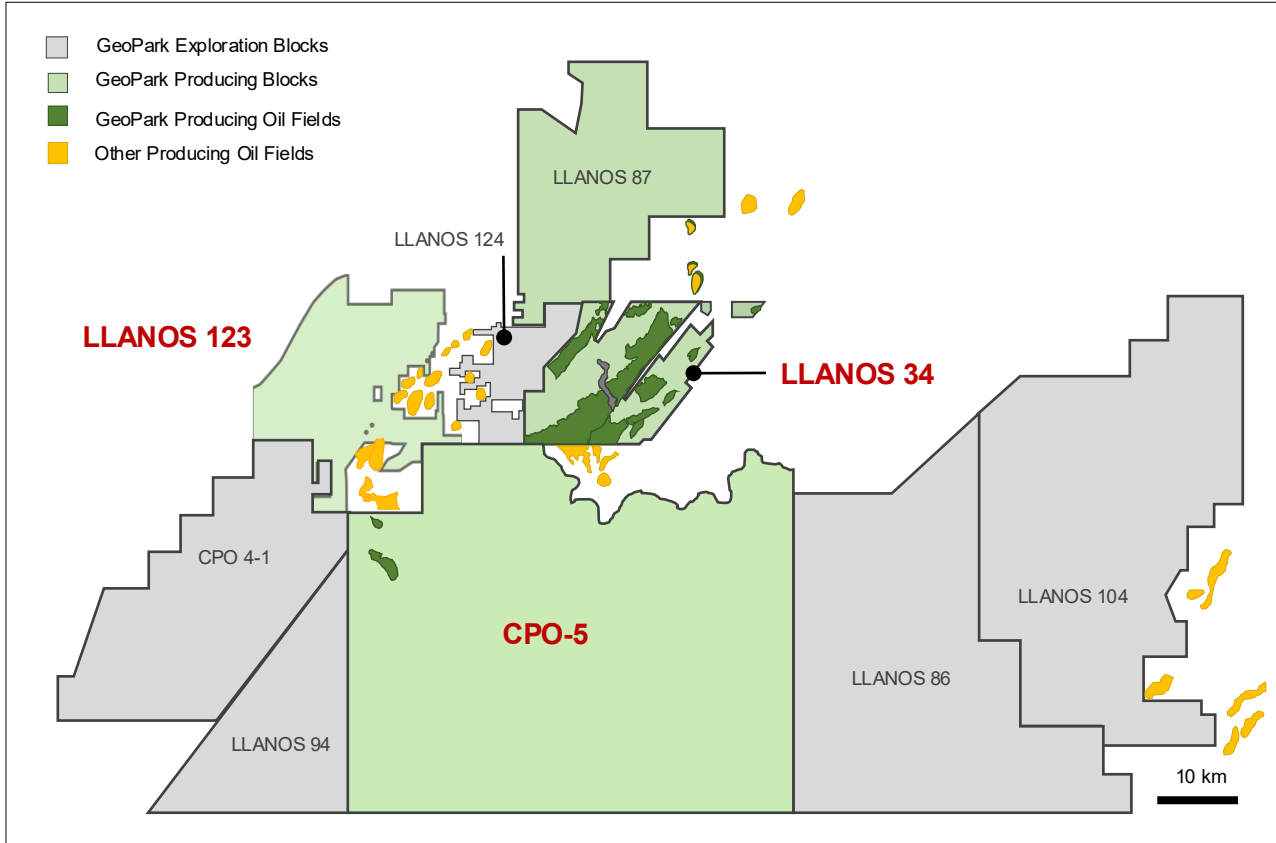 GeoPark Exploration Blocks
GeoPark Producing Blocks
GeoPark Producing Oil Fields
Other Producing Oil Fields
LLANOS 87
LLANOS 124
LLANOS 123
LLANOS 34
CPO 4-1
LLANOS 104
CPO-5
LLANOS 86
LLANOS 94
10 km